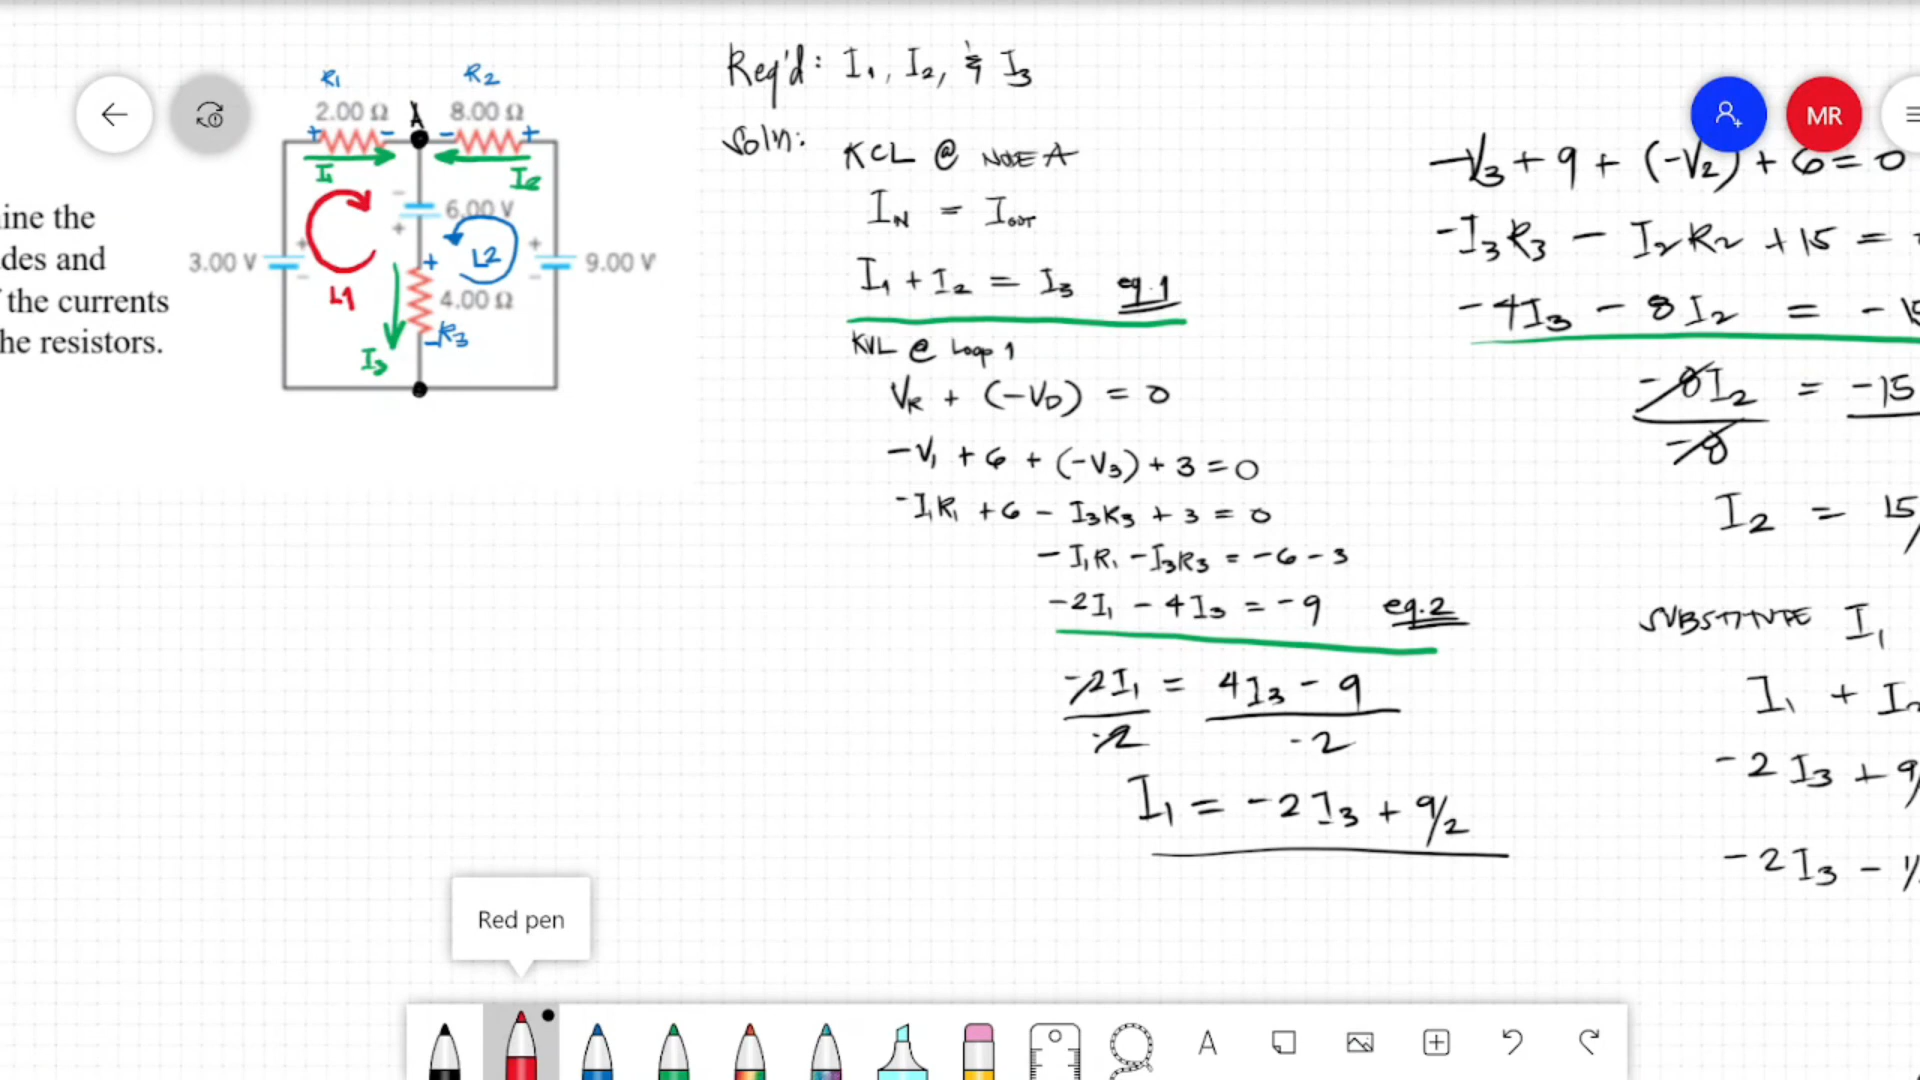 R1
R2
2.00 Ω
A
8.00 Ω
+
-
-
+
I1
I2
-
6.00 V
+
+
+
+
L2
3.00 V
9.00 V
-
-
L1
4.00 Ω
-R3
I3
ine the
des and
the currents
he resistors.
Req'd: I1, I2, & I3
Soln:
KCL @ NODE A
IN = IOUT
I1 + I2 = I3 eq.1
KVL @ Loop 1
VR + (-VD) = 0
-V1 + 6 + (-V3) + 3 = 0
-I1R1 + 6 - I3R3 + 3 = 0
- I1R1 - I3R3 = -6 - 3
-2I1 - 4I3 = -9 eq.2
-2I1 = 4I3 - 9
-2 -2
I1 = -2I3 + 9/2
MR
-V3 + 9 + (-V2) + 6 = 0
-I3R3 - I2R2 + 15 =
-4I3 - 8I2 = -15
-8I2 = -15
-8
I2 = 15/
SUBSTITUTE I1
I1 + I2
-2I3 + 9/
-2I3 - 1/
Red pen
A